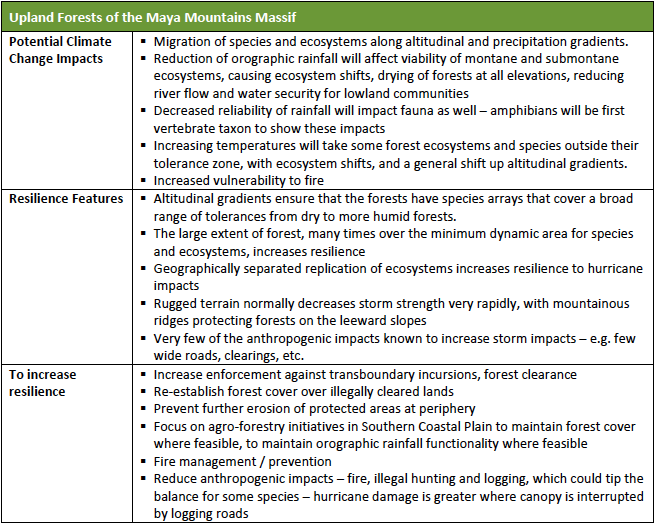 Upland Forests of the Maya Mountains Massif
Potential Climate
Change Impacts
▪ Migration of species and ecosystems along altitudinal and precipitation gradients.
▪ Reduction of orographic rainfall will affect viability of montane and submontane
ecosystems, causing ecosystem shifts, drying of forests at all elevations, reducing
river flow and water security for lowland communities
▪ Decreased reliability of rainfall will impact fauna as well – amphibians will be first
vertebrate taxon to show these impacts
▪ Increasing temperatures will take some forest ecosystems and species outside their
tolerance zone, with ecosystem shifts, and a general shift up altitudinal gradients.
▪ Increased vulnerability to fire
Resilience Features
▪ Altitudinal gradients ensure that the forests have species arrays that cover a broad
range of tolerances from dry to more humid forests.
▪ The large extent of forest, many times over the minimum dynamic area for species
and ecosystems, increases resilience
▪ Geographically separated replication of ecosystems increases resilience to hurricane
impacts
▪ Rugged terrain normally decreases storm strength very rapidly, with mountainous
ridges protecting forests on the leeward slopes
▪ Very few of the anthropogenic impacts known to increase storm impacts – e.g. few
wide roads, clearings, etc.
To increase
resilience
▪ Increase enforcement against transboundary incursions, forest clearance
▪ Re-establish forest cover over illegally cleared lands
▪ Prevent further erosion of protected areas at periphery
▪ Focus on agro-forestry initiatives in Southern Coastal Plain to maintain forest cover
where feasible, to maintain orographic rainfall functionality where feasible
▪ Fire management / prevention
▪ Reduce anthropogenic impacts – fire, illegal hunting and logging, which could tip the
balance for some species – hurricane damage is greater where canopy is interrupted
by logging roads